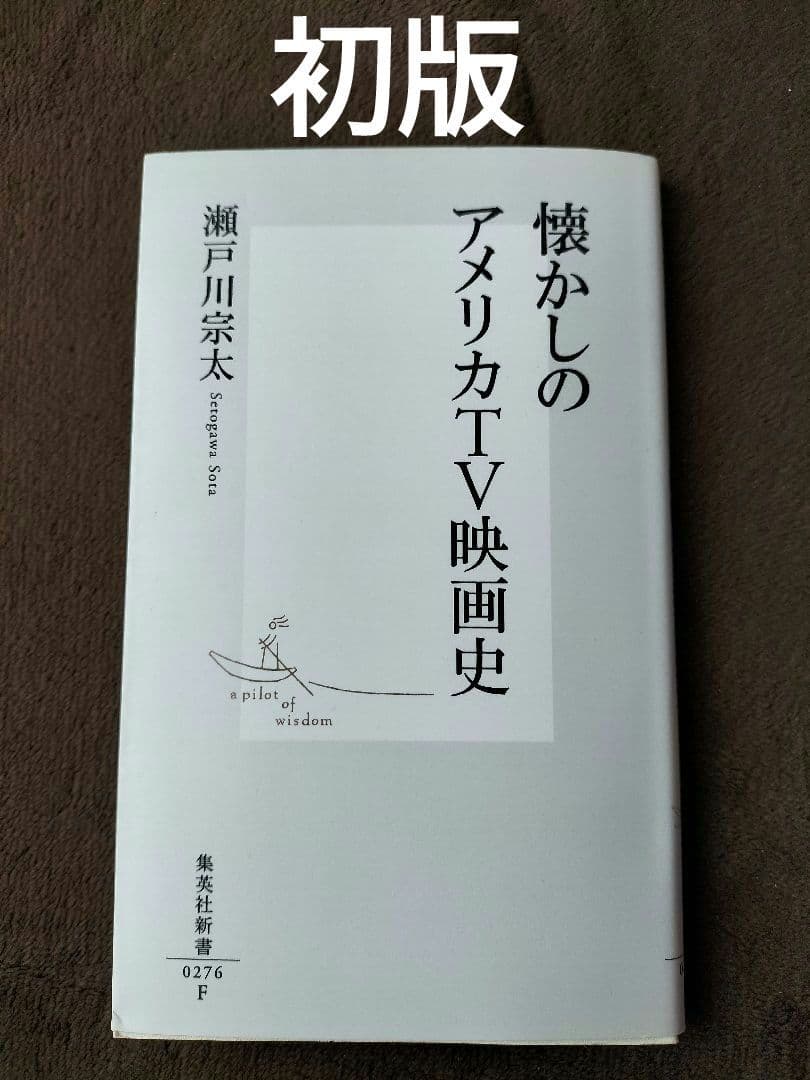 初版
懐かしの
アメリカTV映画史
瀬戸川宗太
Setogawa Sota
a pilot
of
wisdom
集英社新書
0276
F